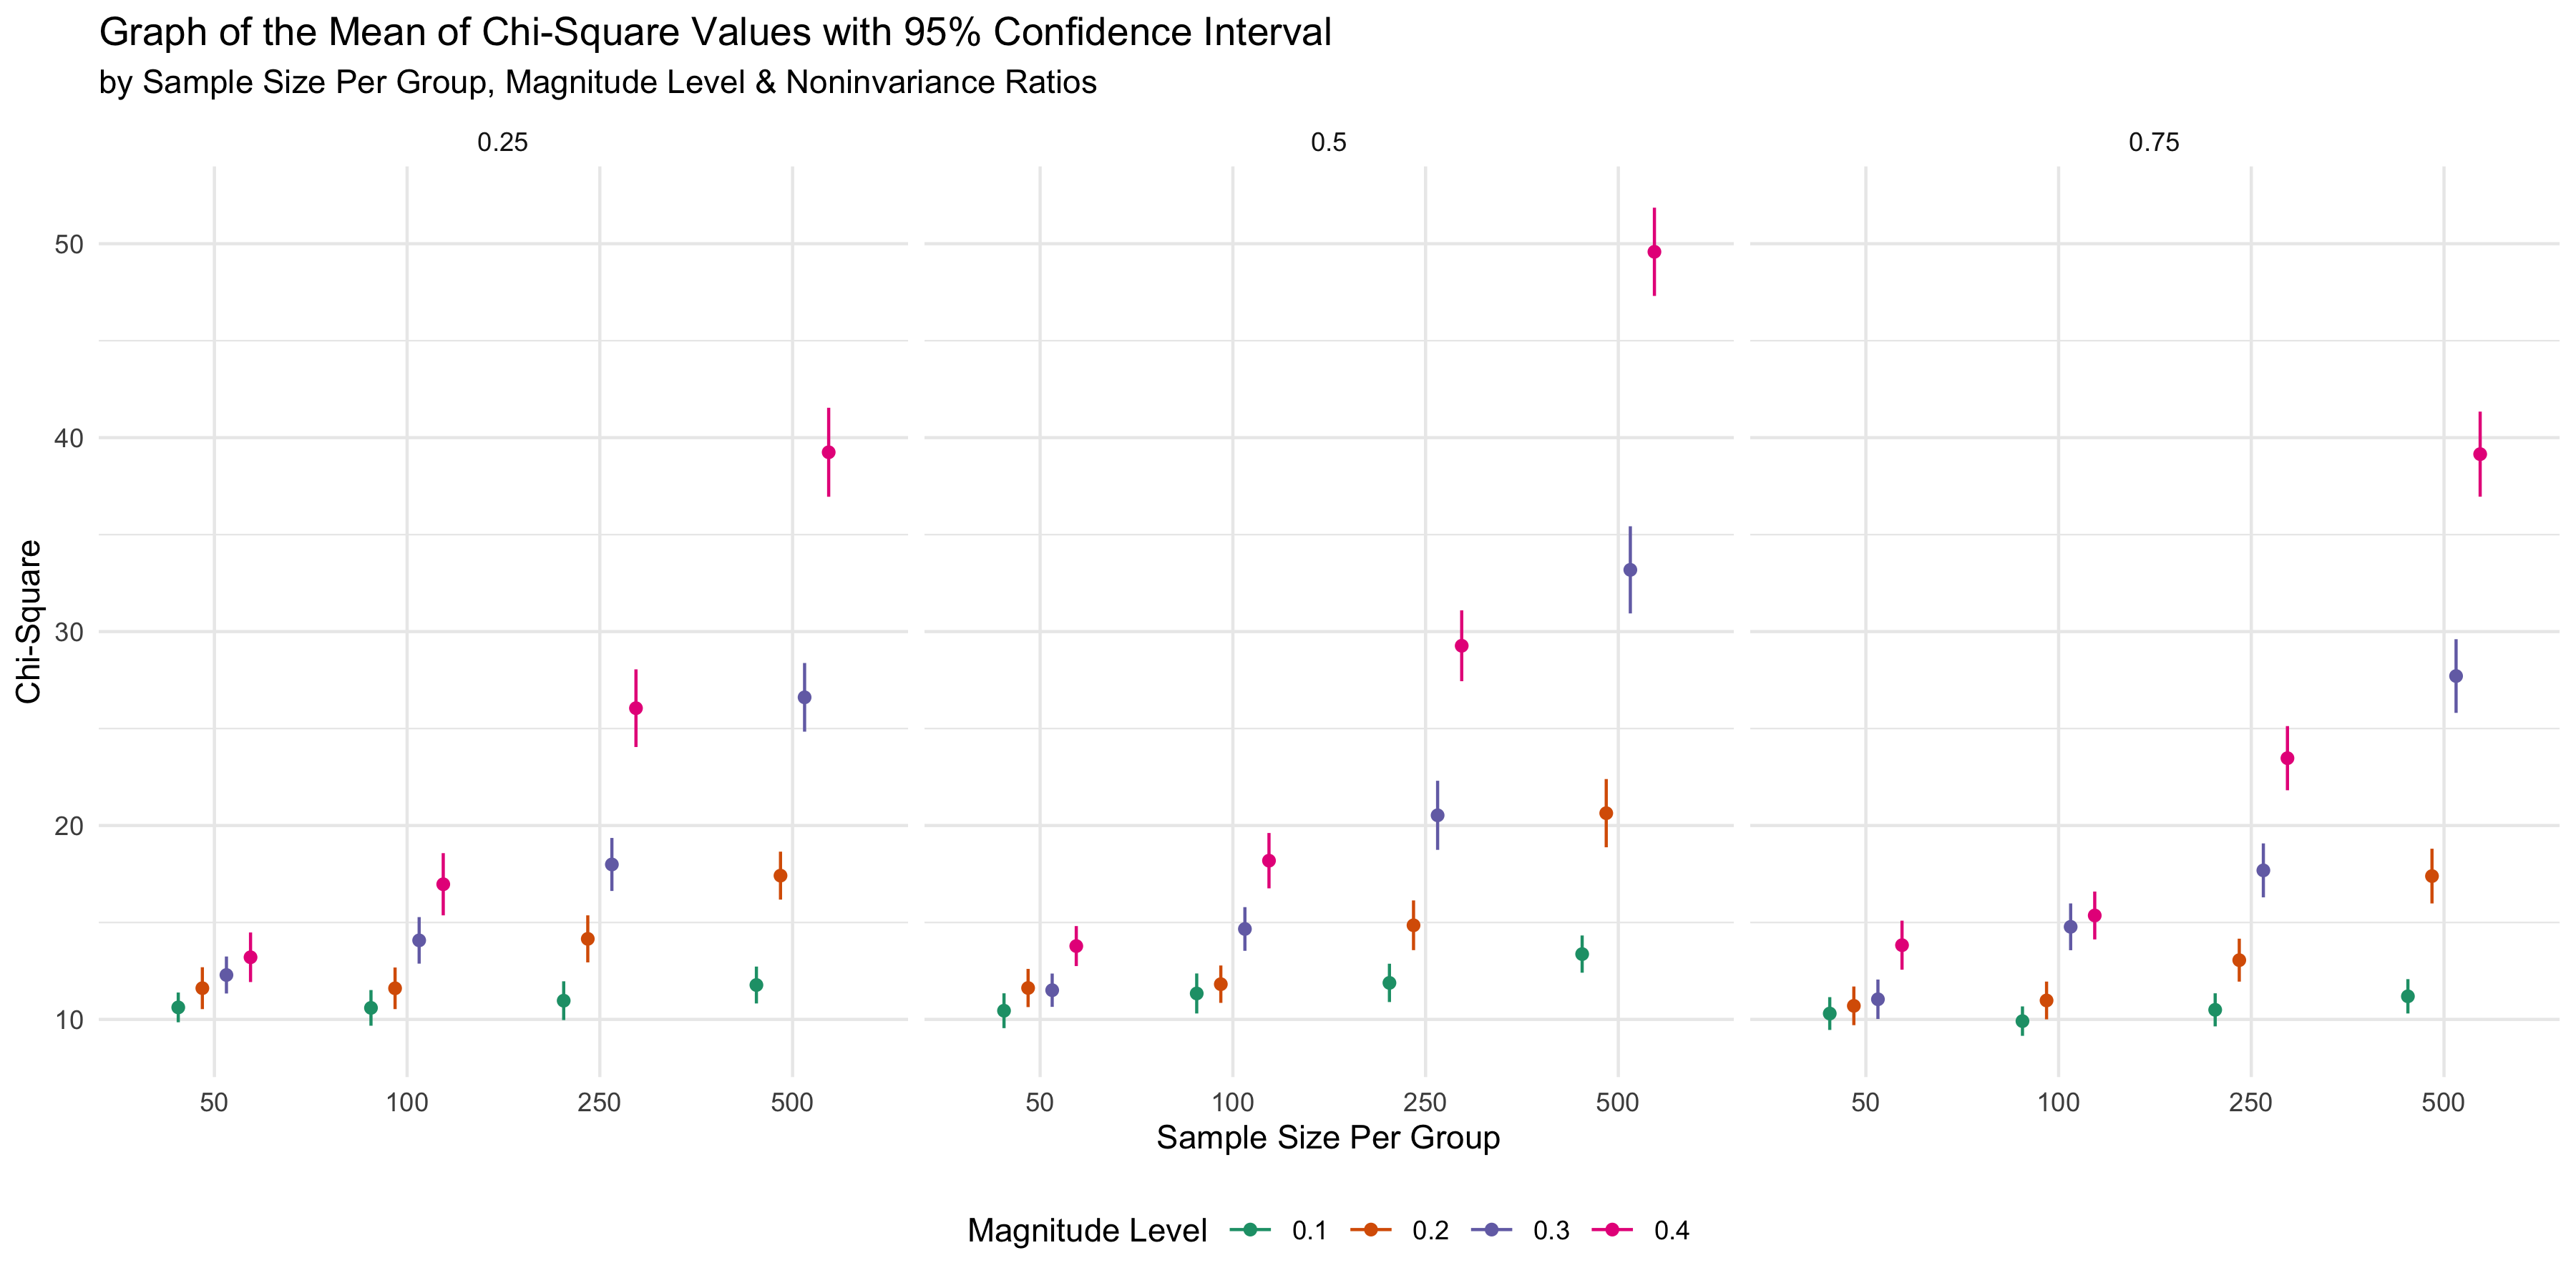 Graph of the Mean of Chi-Square Values with 95% Confidence Interval
by Sample Size Per Group, Magnitude Level & Noninvariance Ratios
0.25 0.5 0.75
50
40
30
20
10
Chi-Square
50 100 250 500 50 100 250 500 50 100 250 500
Sample Size Per Group
Magnitude Level 0.1 0.2 0.3 0.4